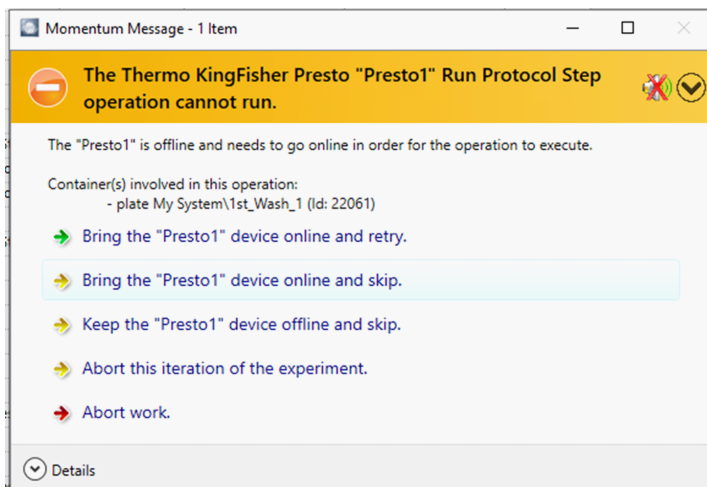 Momentum Message - 1 Item
The Thermo KingFisher Presto "Presto1" Run Protocol Step
operation cannot run.
The "Presto1" is offline and needs to go online in order for the operation to execute.
Container(s) involved in this operation:
- plate My System\1st_Wash_1 (Id: 22061)
Bring the "Presto1" device online and retry.
Bring the "Presto1" device online and skip.
Keep the "Presto1" device offline and skip.
Abort this iteration of the experiment.
Abort work.
Details